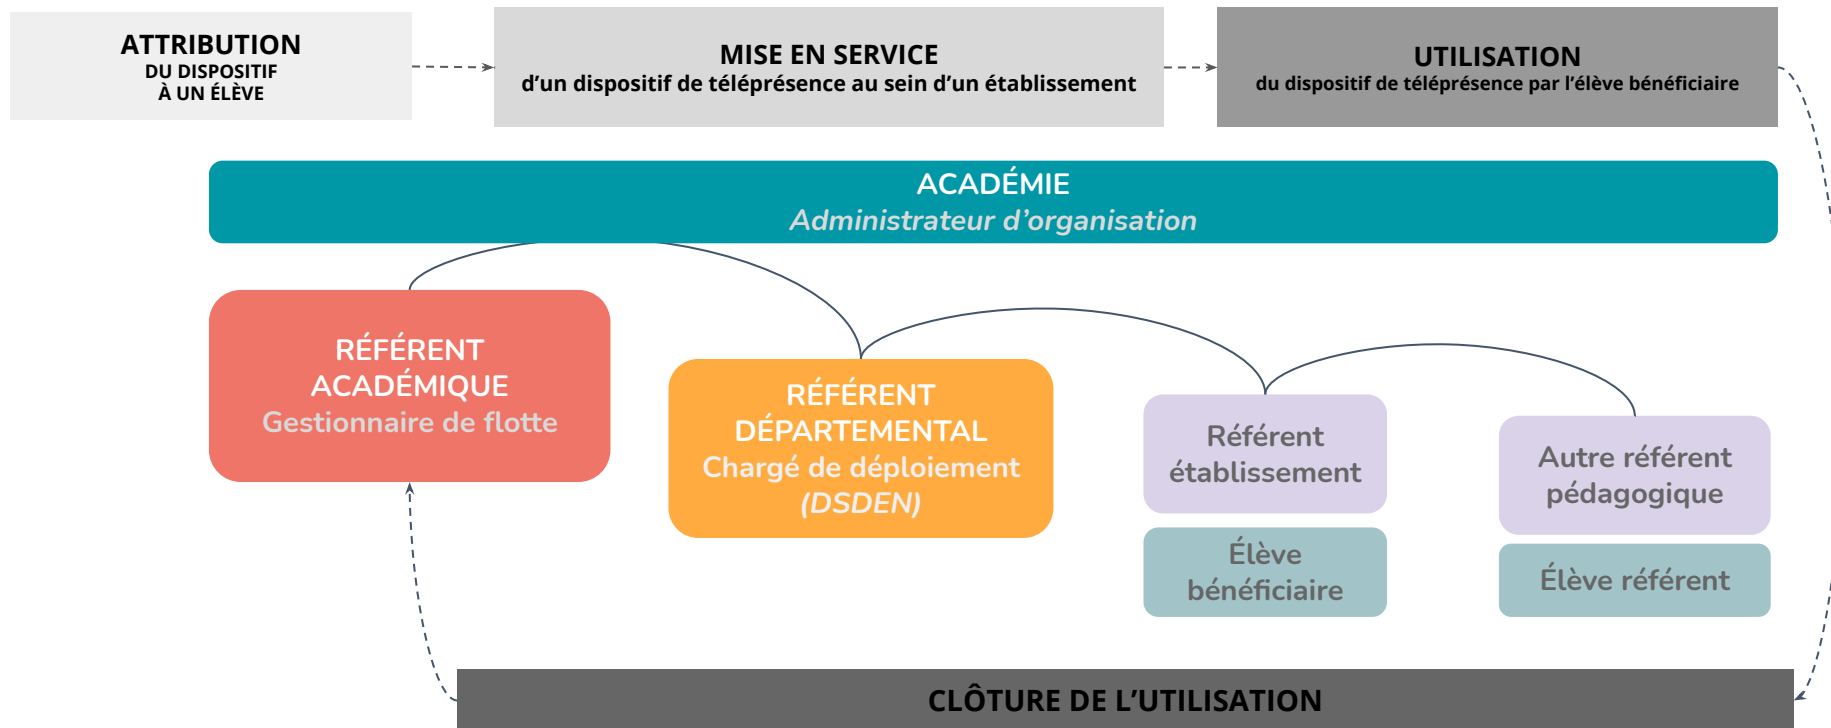 ATTRIBUTION
DU DISPOSITIF
À UN ÉLÈVE
MISE EN SERVICE
d’un dispositif de téléprésence au sein d’un établissement
UTILISATION
du dispositif de téléprésence par l’élève bénéficiaire
ACADÉMIE
Administrateur d’organisation
RÉFÉRENT
ACADÉMIQUE
Gestionnaire de flotte
RÉFÉRENT
DÉPARTEMENTAL
Chargé de déploiement
(DSDEN)
Référent
établissement
Élève
bénéficiaire
Autre référent
pédagogique
Élève référent
CLÔTURE DE L’UTILISATION